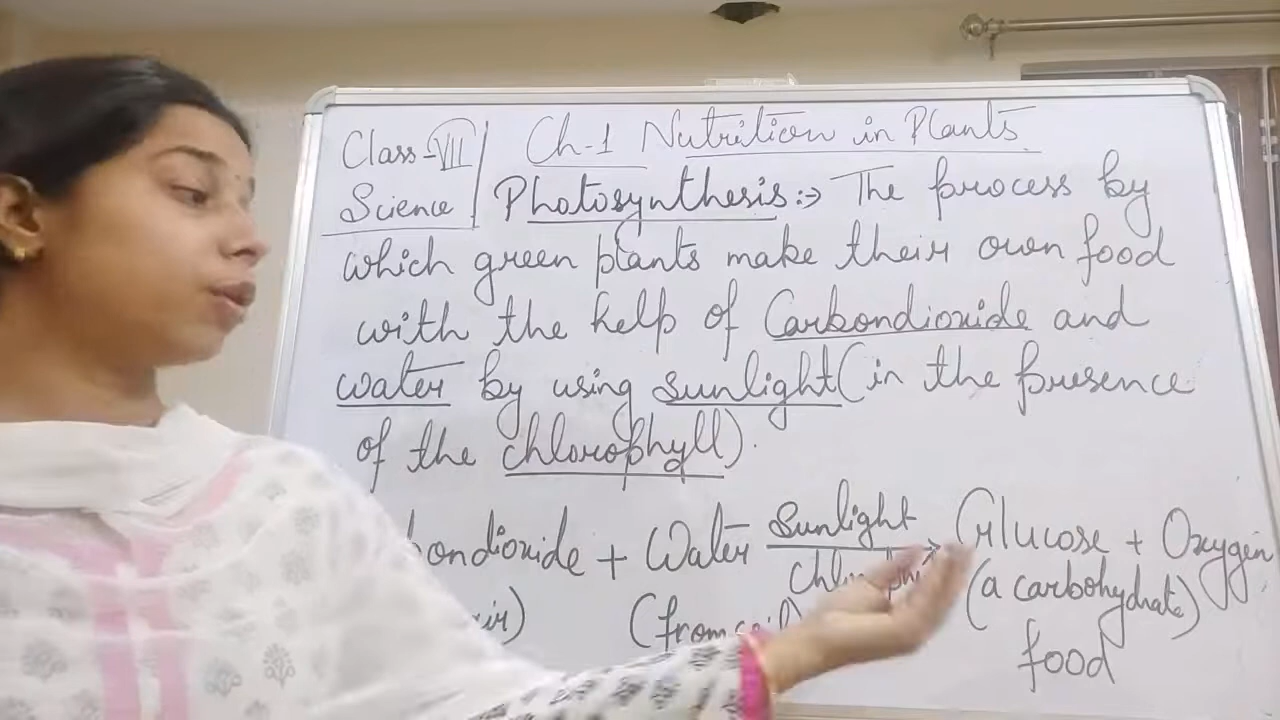 Class-VII
Science
Ch-1 Nutrition in Plants.
Photosynthesis:→ The process by
which green plants make their own food
with the help of Carbondioxide and
water by using sunlight (in the presence
of the chlorophyll).
+ Water Sunlight → Glucose + Oxygen
(from (a carbohydrate)
food